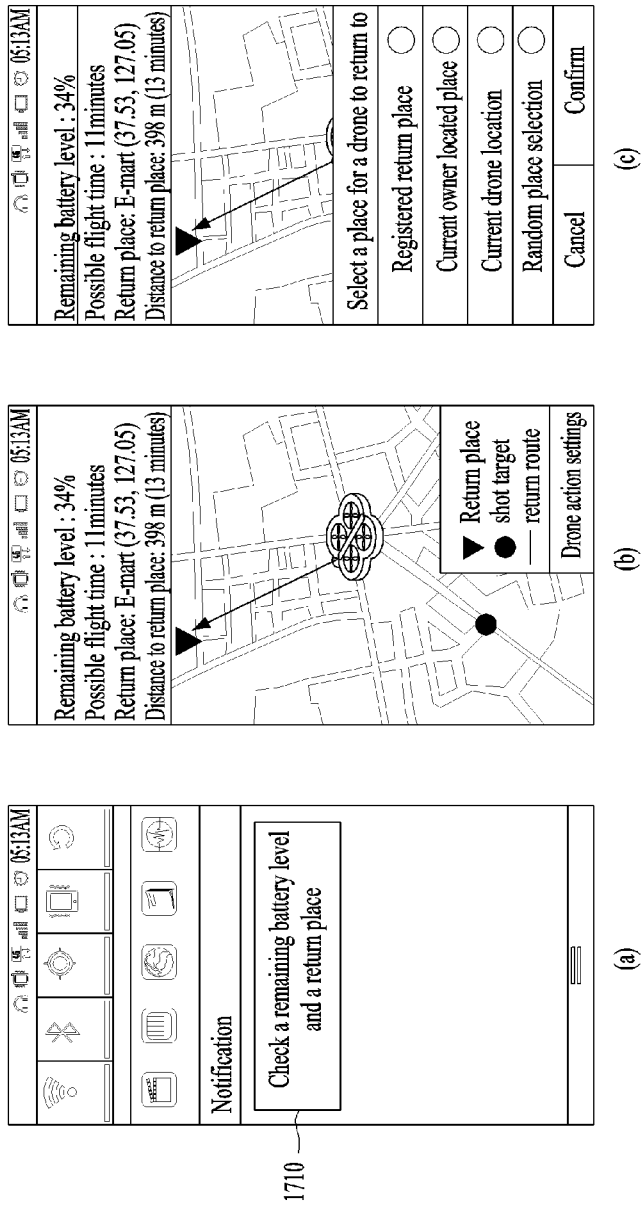 05:13AM
Notification
Check a remaining battery level
and a return place
1710
(a)
05:13AM
Remaining battery level : 34%
Possible flight time : 11minutes
Return place: E-mart (37.53, 127.05)
Distance to return place: 398 m (13 minutes)
Return place
shot target
return route
Drone action settings
(b)
05:13AM
Remaining battery level : 34%
Possible flight time : 11minutes
Return place: E-mart (37.53, 127.05)
Distance to return place: 398 m (13 minutes)
Select a place for a drone to return to
Registered return place
Current owner located place
Current drone location
Random place selection
Cancel Confirm
(c)